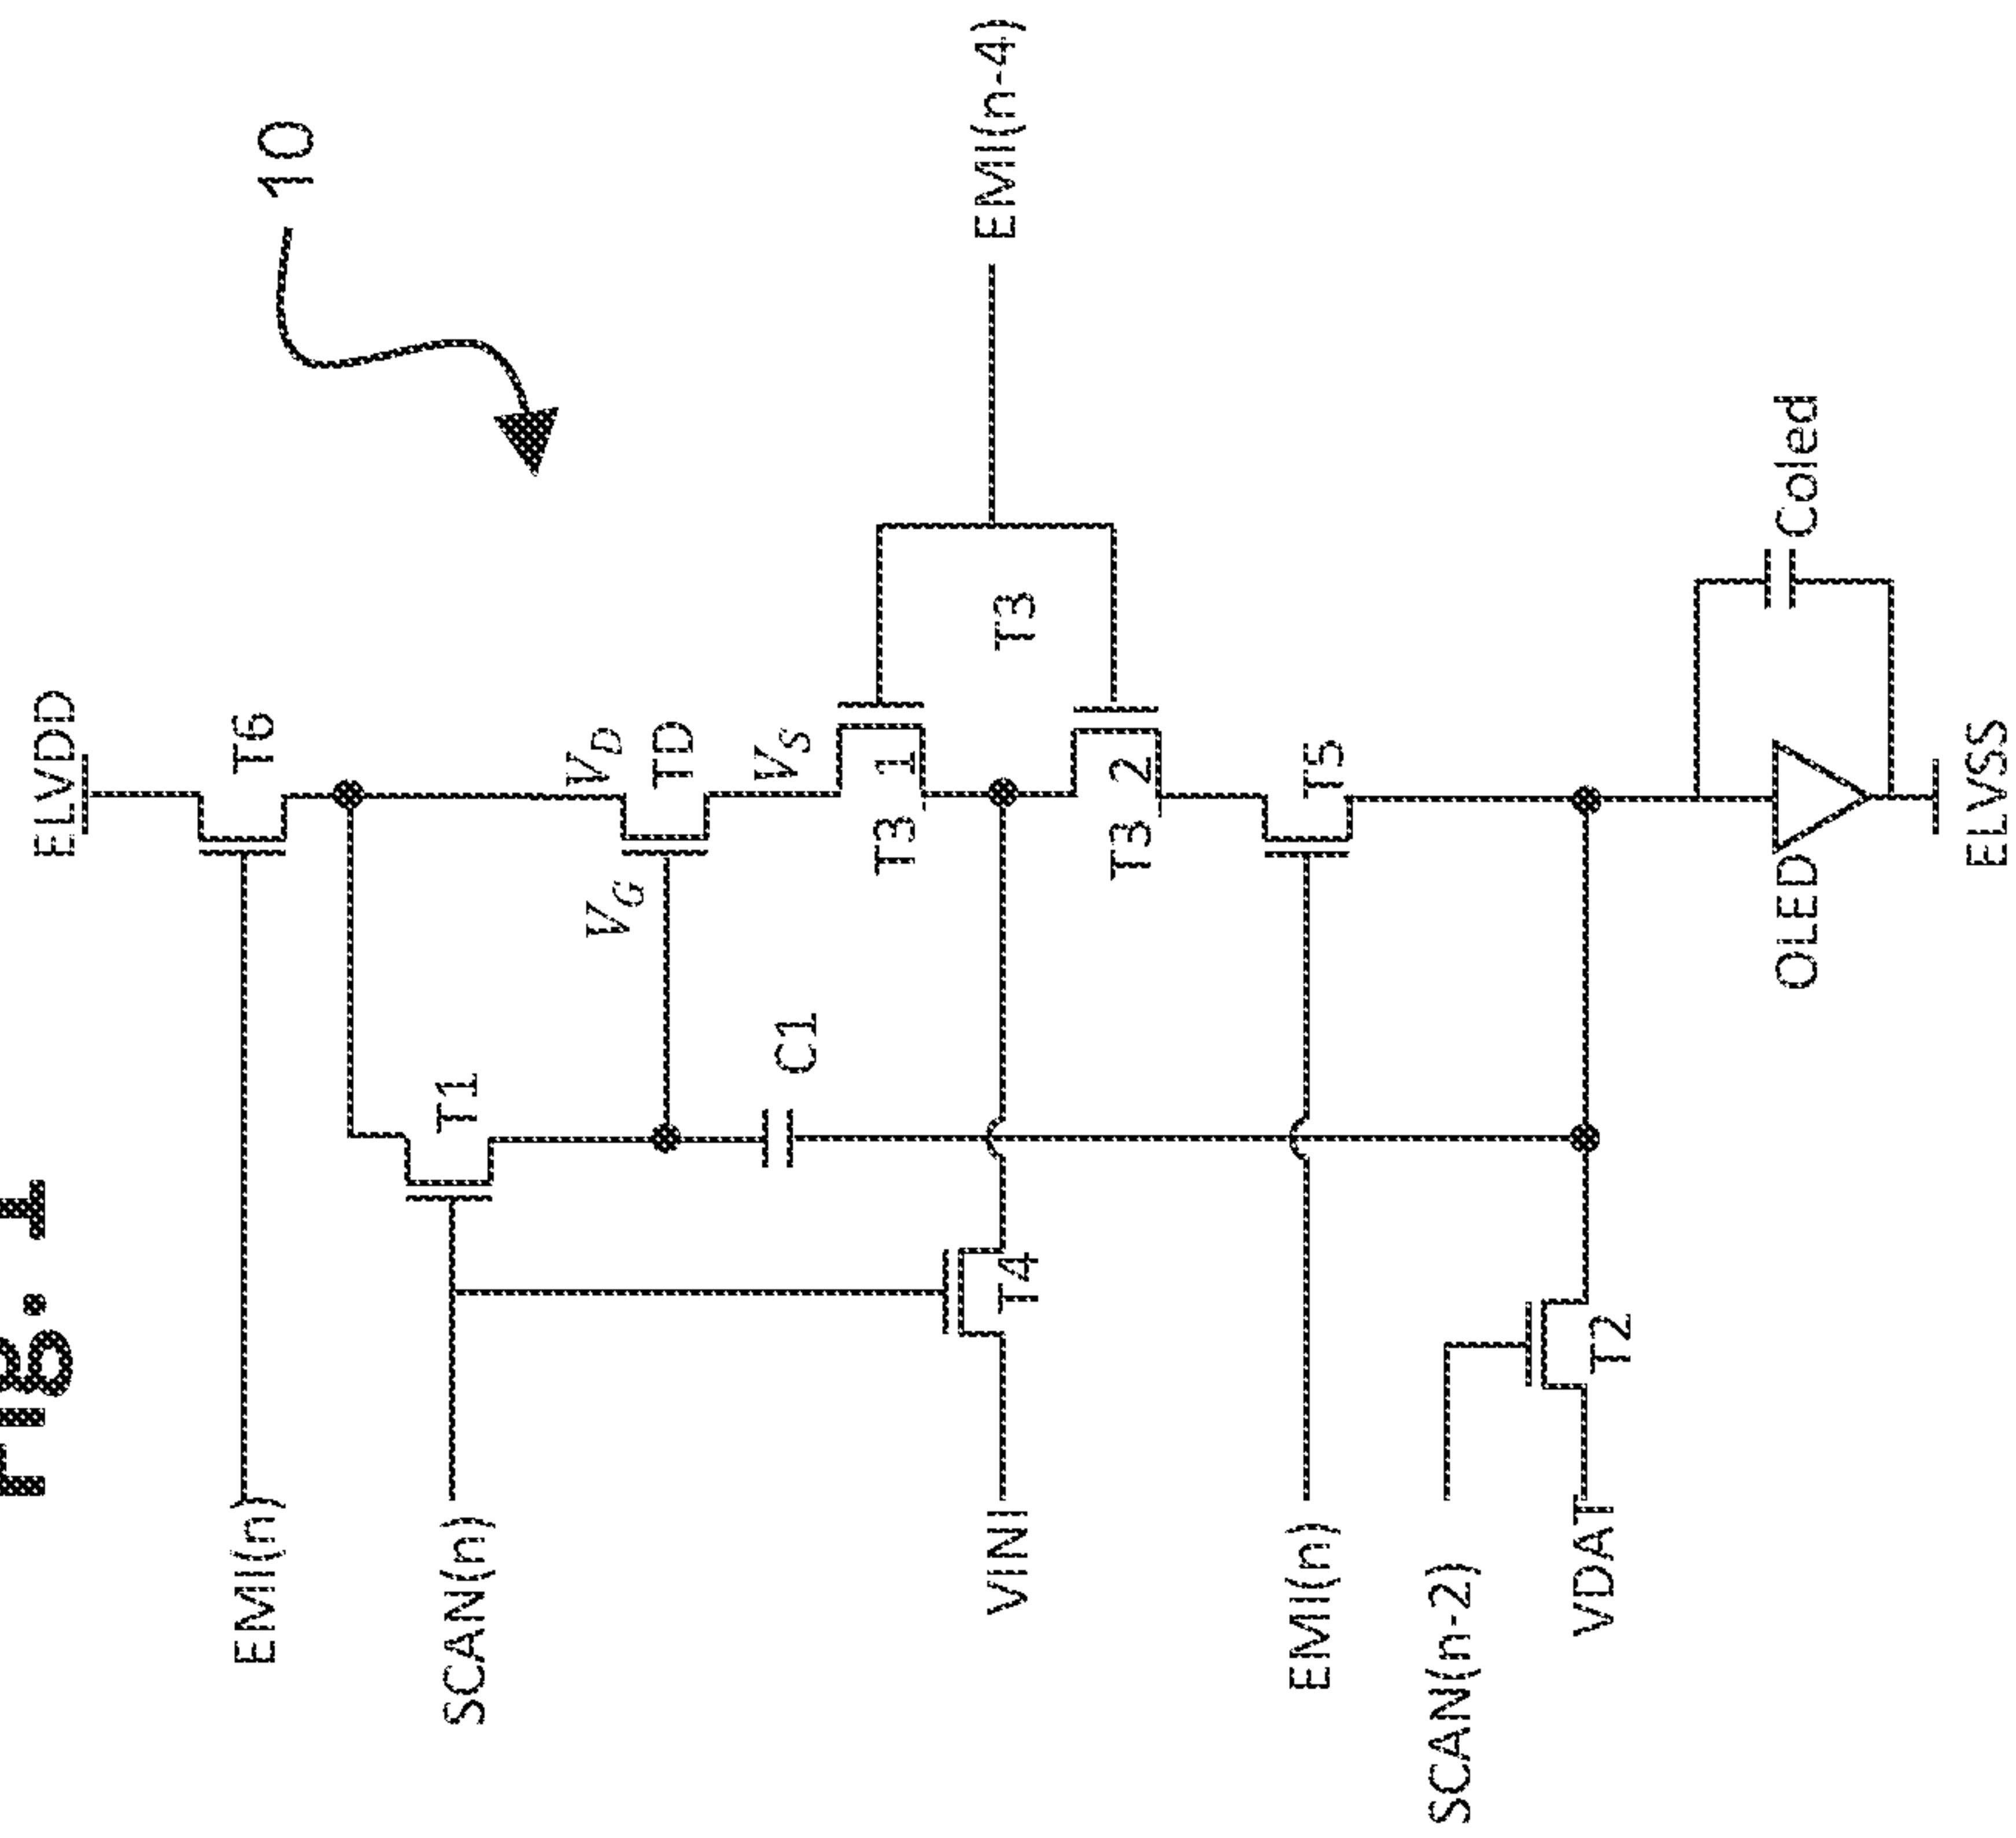 Fig. 1
10
ELVDD
T6
EMI(n)
T1
SCAN(n)
V_D
TD
V_G
V_S
C1
T3_1
T3
EMI(n-4)
VINI
T4
T3_2
EMI(n)
T5
SCAN(n-2)
VDAT
T2
OLED
Coled
ELVSS